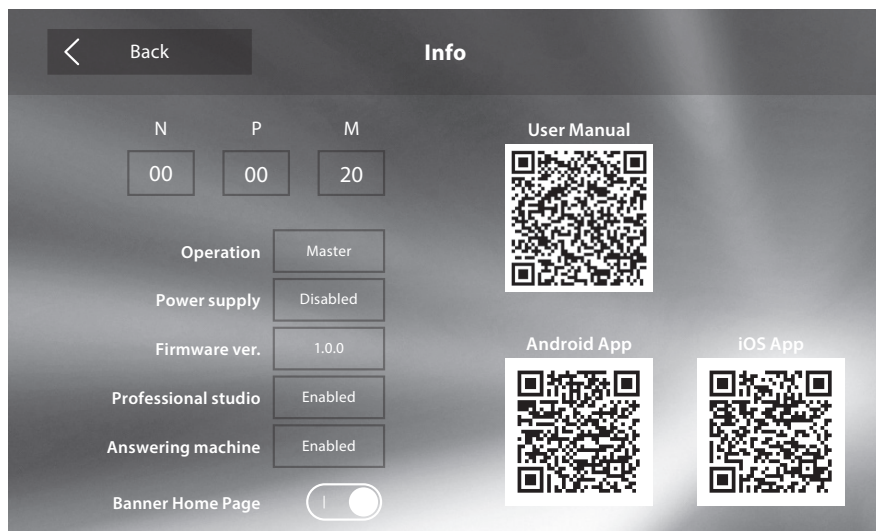 Back
Info
N P M
00 00 20
Operation Master
Power supply Disabled
Firmware ver. 1.0.0
Professional studio Enabled
Answering machine Enabled
Banner Home Page
User Manual
Android App iOS App